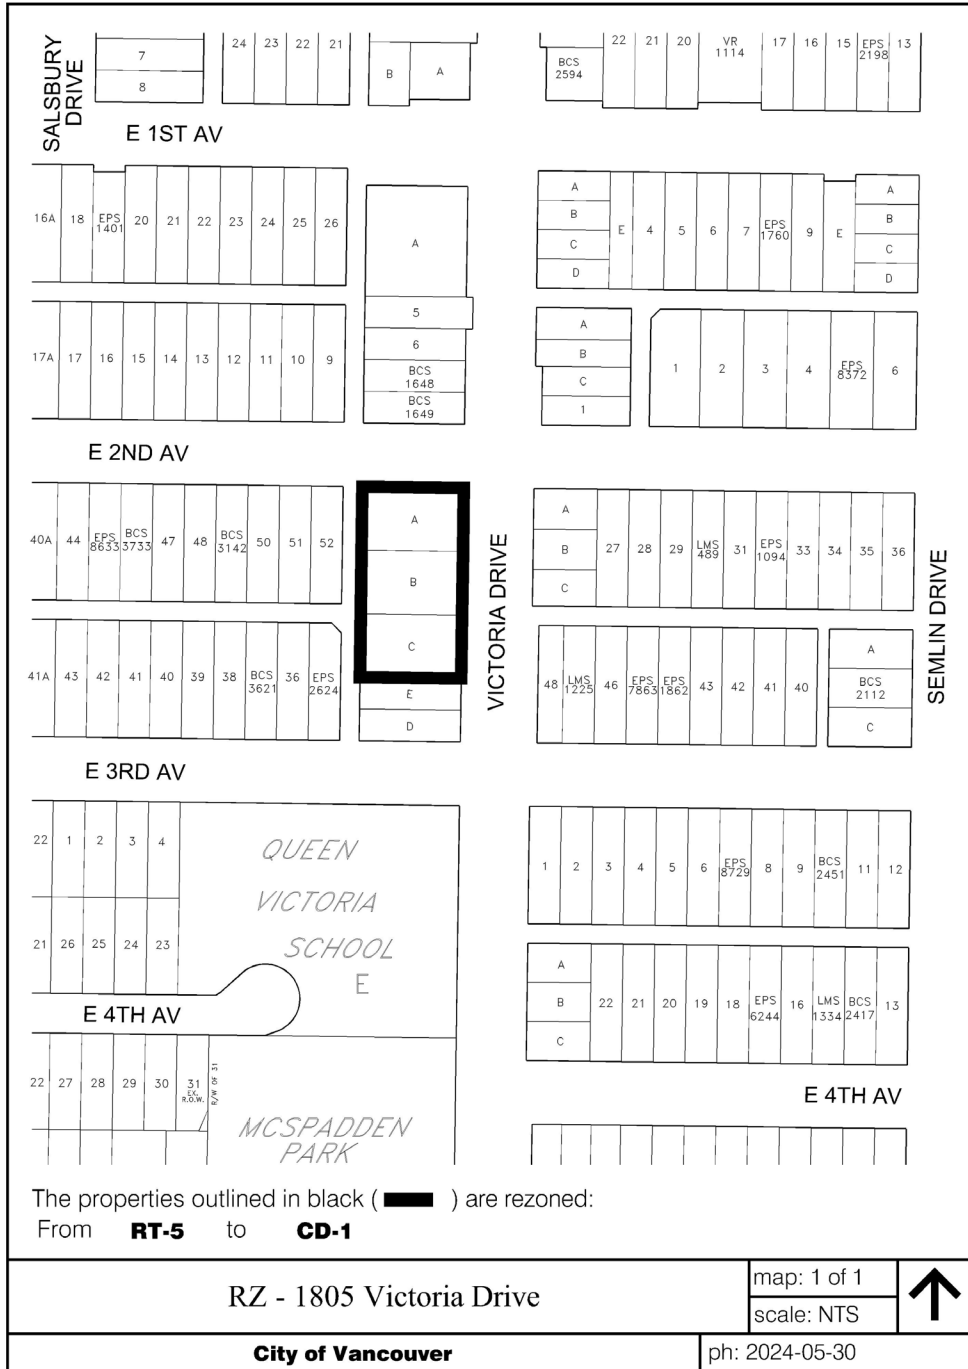 SALSBURY
DRIVE
7
8
24 23 22 21
B A
BCS
2594
22 21 20
VR
1114
17 16 15
EPS
2198
13
E 1ST AV
16A 18
EPS
1401
20 21 22 23 24 25 26
A
5
6
BCS
1648
BCS
1649
A
B
C
D
E 4 5 6 7
EPS
1760
9 E
A
B
C
D
17A 17 16 15 14 13 12 11 10 9
A
B
C
1
1 2 3 4
EPS
8372
6
E 2ND AV
40A 44
EPS
8633
BCS
3733
47 48
BCS
3142
50 51 52
A
B
C
E
D
VICTORIA DRIVE
A
B
C
27 28 29
LMS
489
31
EPS
1094
33 34 35 36
SEMLIN DRIVE
41A 43 42 41 40 39 38
BCS
3621
36
EPS
2624
48
LMS
1225
46
EPS
7863
EPS
1862
43 42 41 40
A
BCS
2112
C
E 3RD AV
22 1 2 3 4
21 26 25 24 23
QUEEN
VICTORIA
SCHOOL
E
1 2 3 4 5 6
EPS
8729
8 9
BCS
2451
11 12
A
B
C
22 21 20 19 18
EPS
6244
16
LMS
1334
BCS
2417
13
E 4TH AV
E 4TH AV
22 27 28 29 30 31
EX.
R.O.W.
R/W OF 31
MCSPADDEN
PARK
The properties outlined in black ( ) are rezoned:
From RT-5 to CD-1
RZ - 1805 Victoria Drive
map: 1 of 1
scale: NTS
City of Vancouver
ph: 2024-05-30